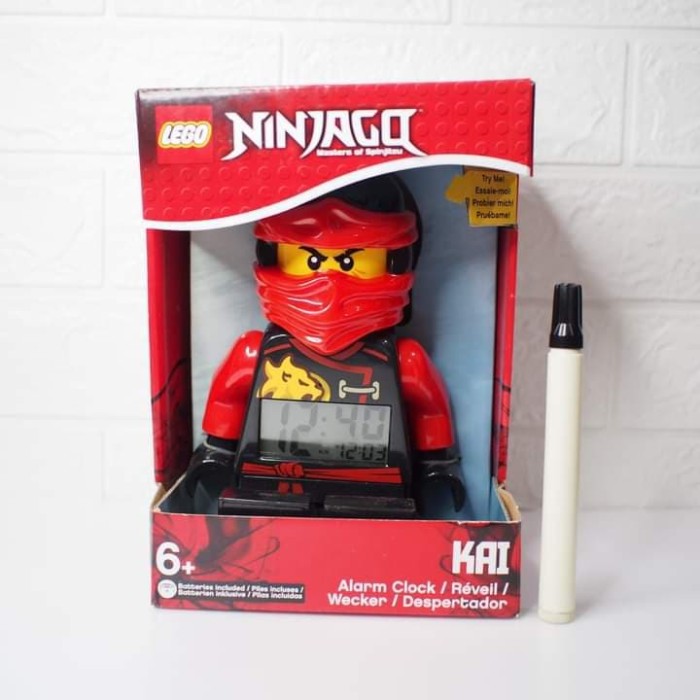 LEGO
NINJAGO
Masters of Spinjitzu
Try Me!
Essaie-moi!
Probier mich!
Pruébame!
12:40
12:03
6+
Batteries included / Piles incluses /
Batterien inklusive / Pilas incluidas
KAI
Alarm Clock / Réveil /
Wecker / Despertador